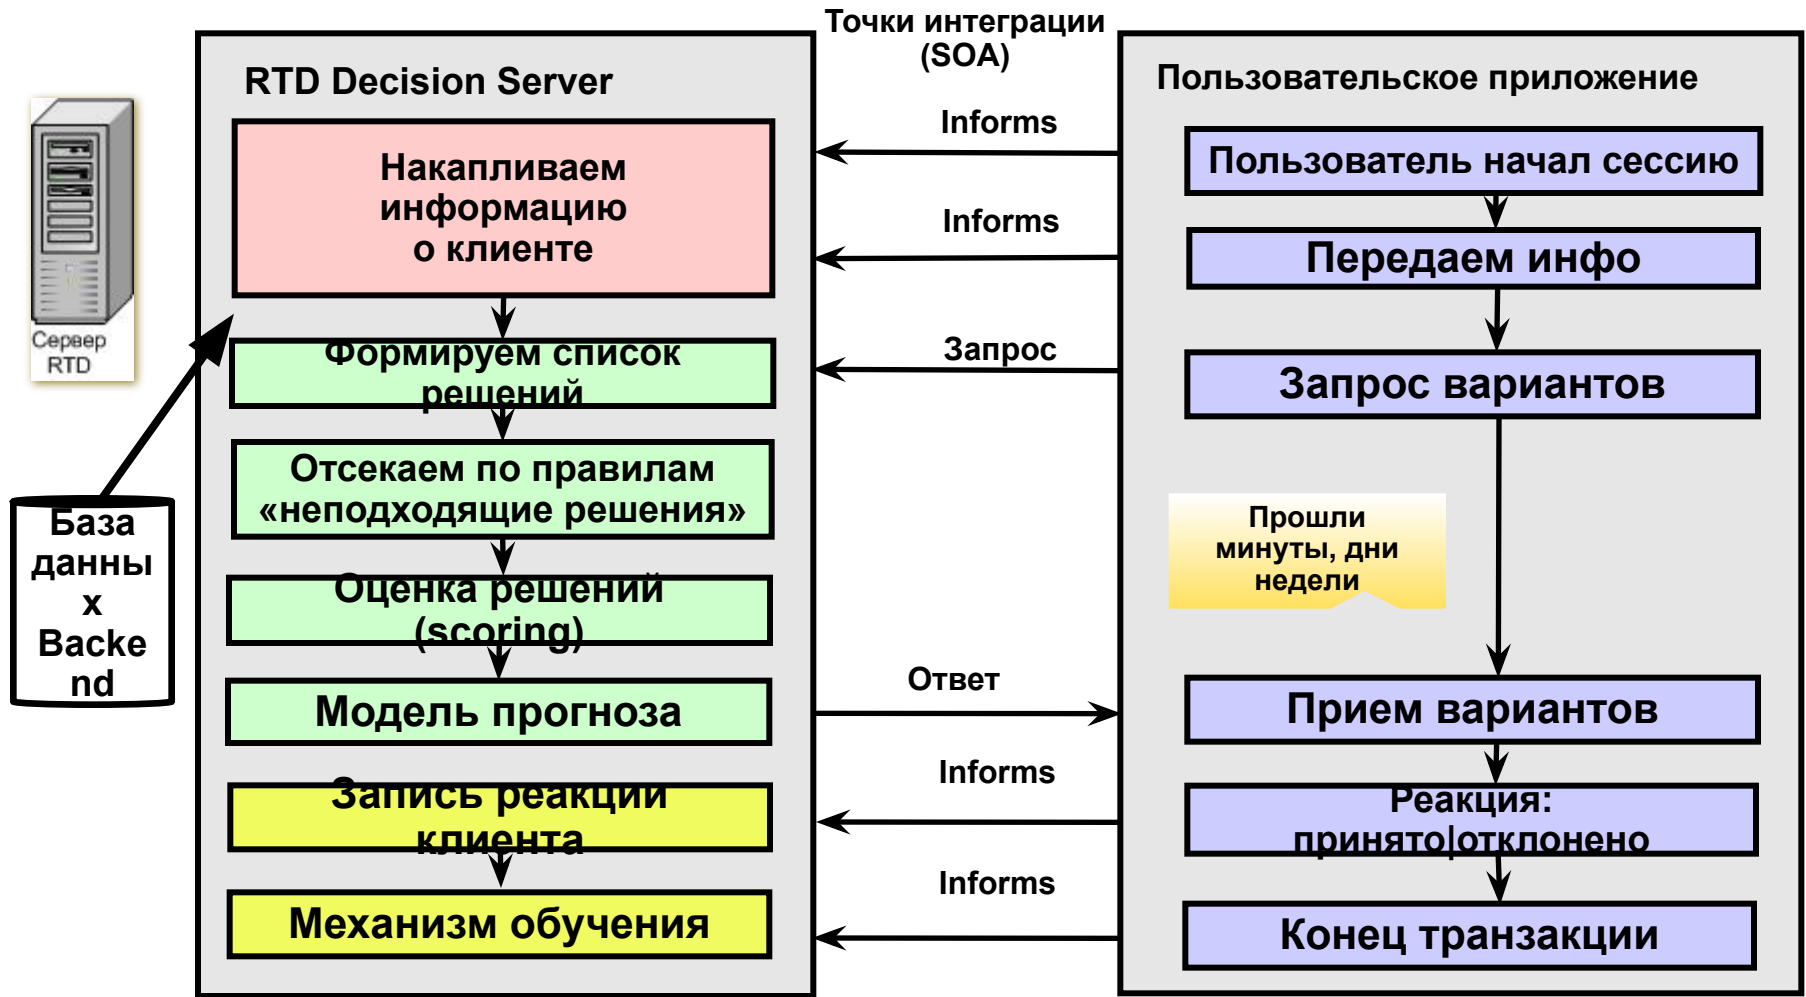 Точки интеграции
(SOA)
RTD Decision Server
Накапливаем
информацию
о клиенте
Формируем список
решений
Отсекаем по правилам
«неподходящие решения»
Оценка решений
(scoring)
Модель прогноза
Запись реакции
клиента
Механизм обучения
Сервер
RTD
База
данны
х
Backe
nd
Informs
Informs
Запрос
Ответ
Informs
Informs
Пользовательское приложение
Пользователь начал сессию
Передаем инфо
Запрос вариантов
Прошли
минуты, дни
недели
Прием вариантов
Реакция:
принято|отклонено
Конец транзакции